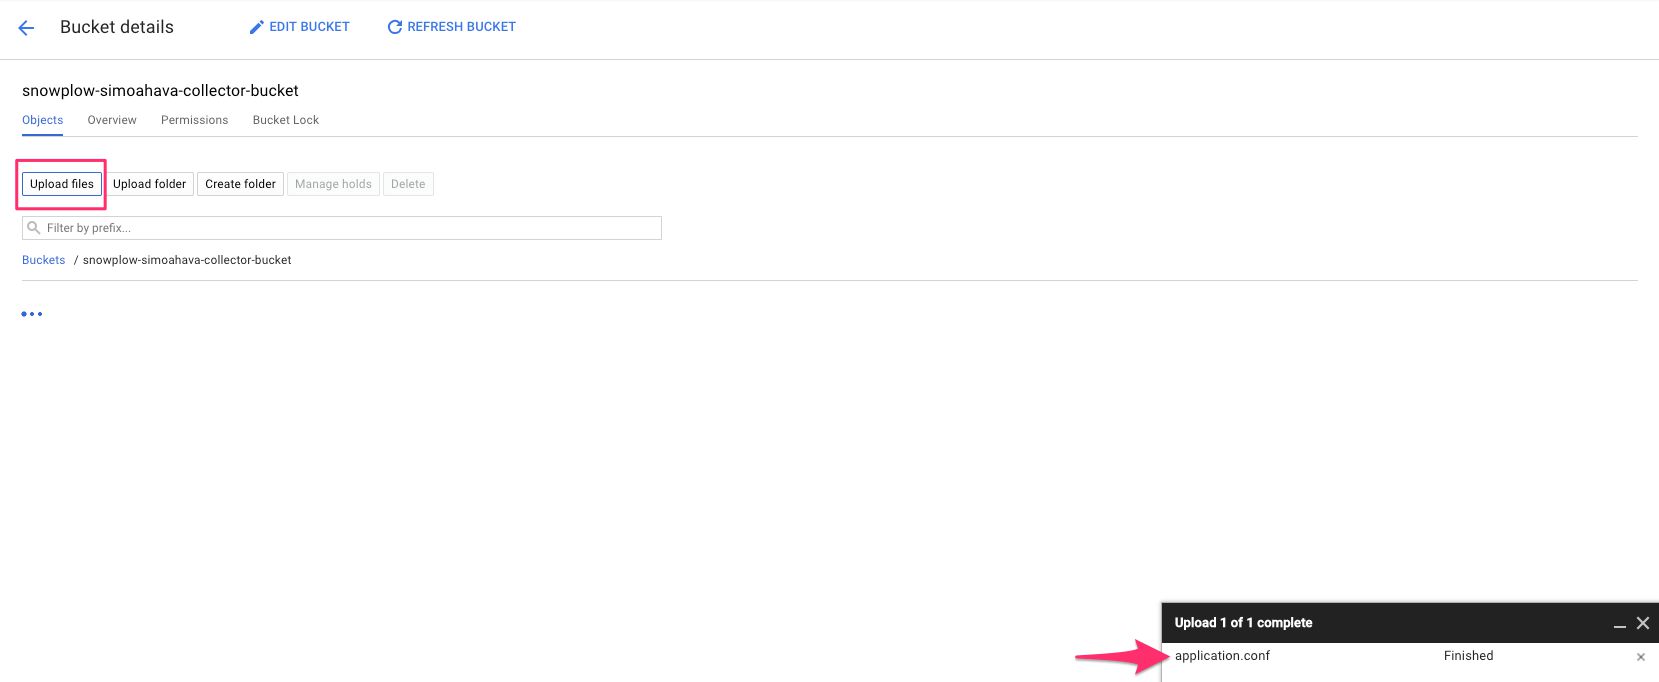 Bucket details EDIT BUCKET REFRESH BUCKET
snowplow-simoahava-collector-bucket
Objects Overview Permissions Bucket Lock
Upload files Upload folder Create folder Manage holds Delete
Filter by prefix...
Buckets / snowplow-simoahava-collector-bucket
Upload 1 of 1 complete
application.conf Finished